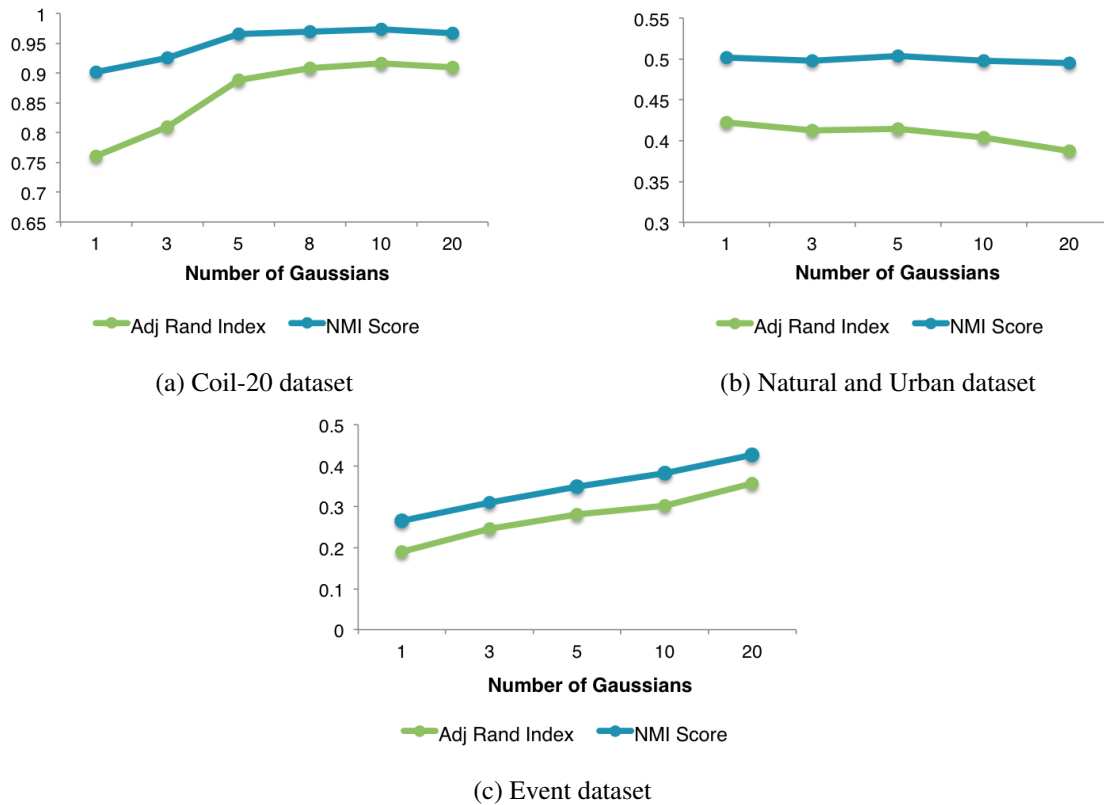 1
0.95
0.9
0.85
0.8
0.75
0.7
0.65
1 3 5 8 10 20
Number of Gaussians
Adj Rand Index NMI Score
(a) Coil-20 dataset
0.55
0.5
0.45
0.4
0.35
0.3
1 3 5 10 20
Number of Gaussians
Adj Rand Index NMI Score
(b) Natural and Urban dataset
0.5
0.4
0.3
0.2
0.1
0
1 3 5 10 20
Number of Gaussians
Adj Rand Index NMI Score
(c) Event dataset